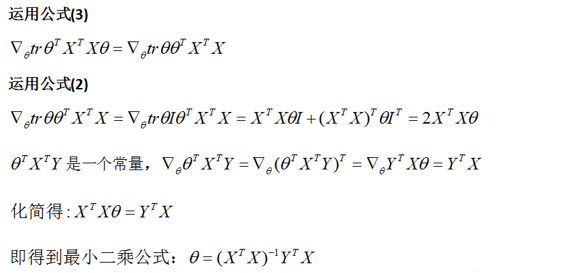 运用公式(3)
∇_θ tr θ^T X^T Xθ = ∇_θ tr θθ^T X^T X
运用公式(2)
∇_θ tr θθ^T X^T X = ∇_θ tr θIθ^T X^T X = X^T XθI + (X^T X)^T θI^T = 2X^T Xθ
θ^T X^T Y 是一个常量，∇_θ θ^T X^T Y = ∇_θ (θ^T X^T Y)^T = ∇_θ Y^T Xθ = Y^T X
化简得：X^T Xθ = Y^T X
即得到最小二乘公式：θ = (X^T X)^{-1} Y^T X